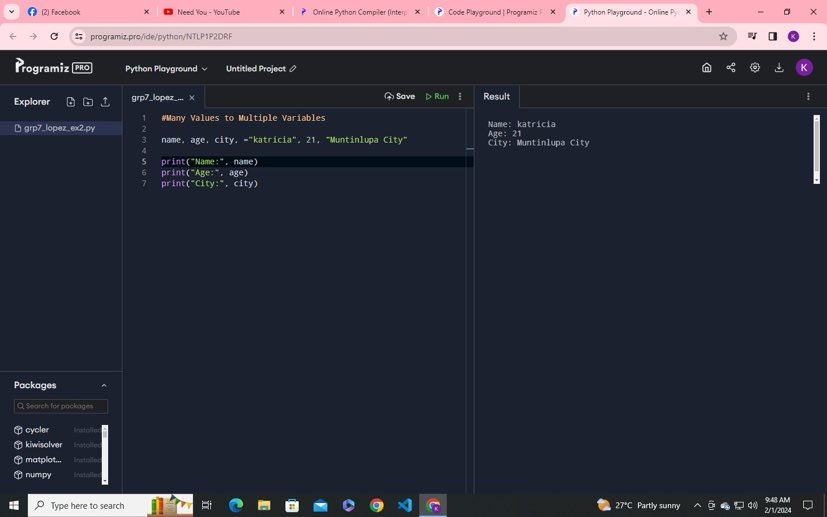 (2) Facebook
Need You - YouTube
Online Python Compiler (Interp
Code Playground | Programiz P
Python Playground - Online Py
programiz.pro/ide/python/NTLP1P2DRF
K
Programiz PRO
Python Playground
Untitled Project
K
Explorer
grp7_lopez_...
Save
Run
Result
grp7_lopez_ex2.py
1 #Many Values to Multiple Variables
2
3 name, age, city, ="katricia", 21, "Muntinlupa City"
4
5 print("Name:", name)
6 print("Age:", age)
7 print("City:", city)
Name: katricia
Age: 21
City: Muntinlupa City
Packages
Search for packages
cycler Installed
kiwisolver Installed
matplot... Installed
numpy Installed
Type here to search
27°C Partly sunny
9:48 AM
2/1/2024